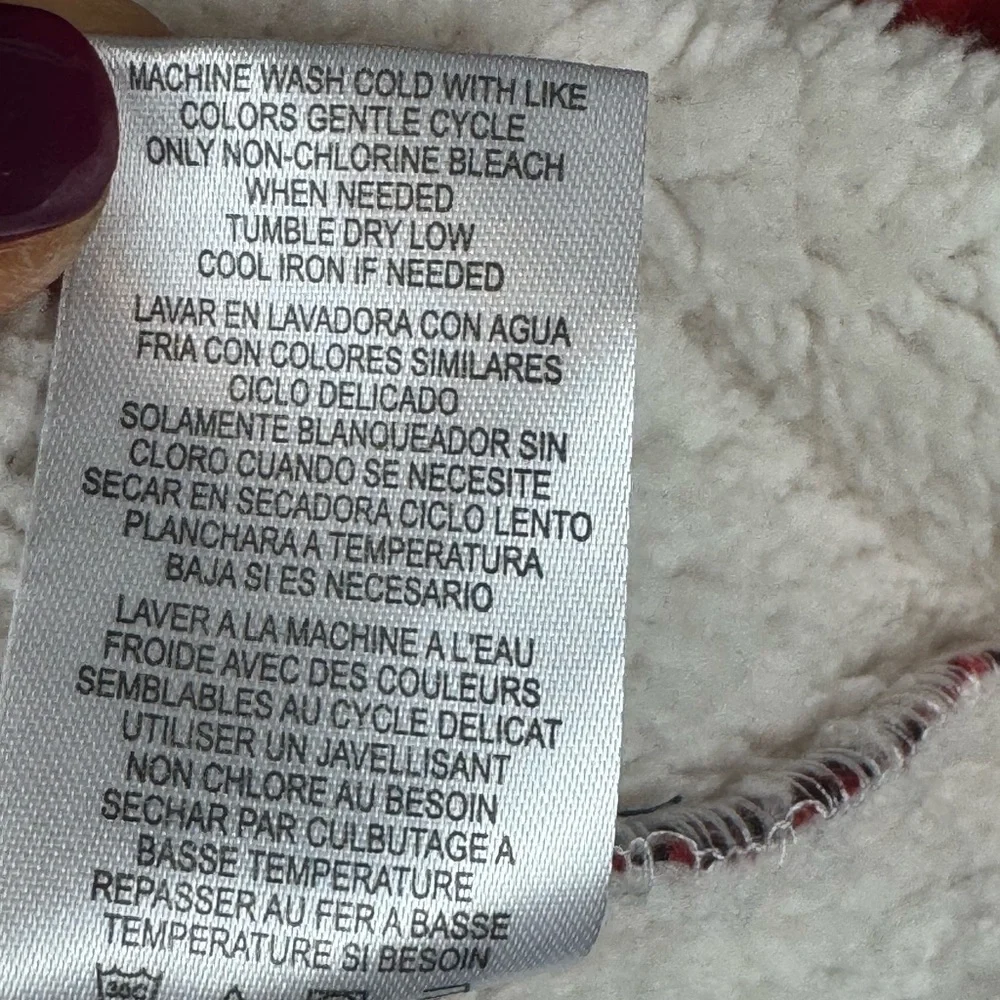 MACHINE WASH COLD WITH LIKE
COLORS GENTLE CYCLE
ONLY NON-CHLORINE BLEACH
WHEN NEEDED
TUMBLE DRY LOW
COOL IRON IF NEEDED
LAVAR EN LAVADORA CON AGUA
FRIA CON COLORES SIMILARES
CICLO DELICADO
SOLAMENTE BLANQUEADOR SIN
CLORO CUANDO SE NECESITE
SECAR EN SECADORA CICLO LENTO
PLANCHARA A TEMPERATURA
BAJA SI ES NECESARIO
LAVER A LA MACHINE A L'EAU
FROIDE AVEC DES COULEURS
SEMBLABLES AU CYCLE DELICAT
UTILISER UN JAVELLISANT
NON CHLORE AU BESOIN
SECHAR PAR CULBUTAGE A
BASSE TEMPERATURE
REPASSER AU FER A BASSE
TEMPERATURE SI BESOIN
30C